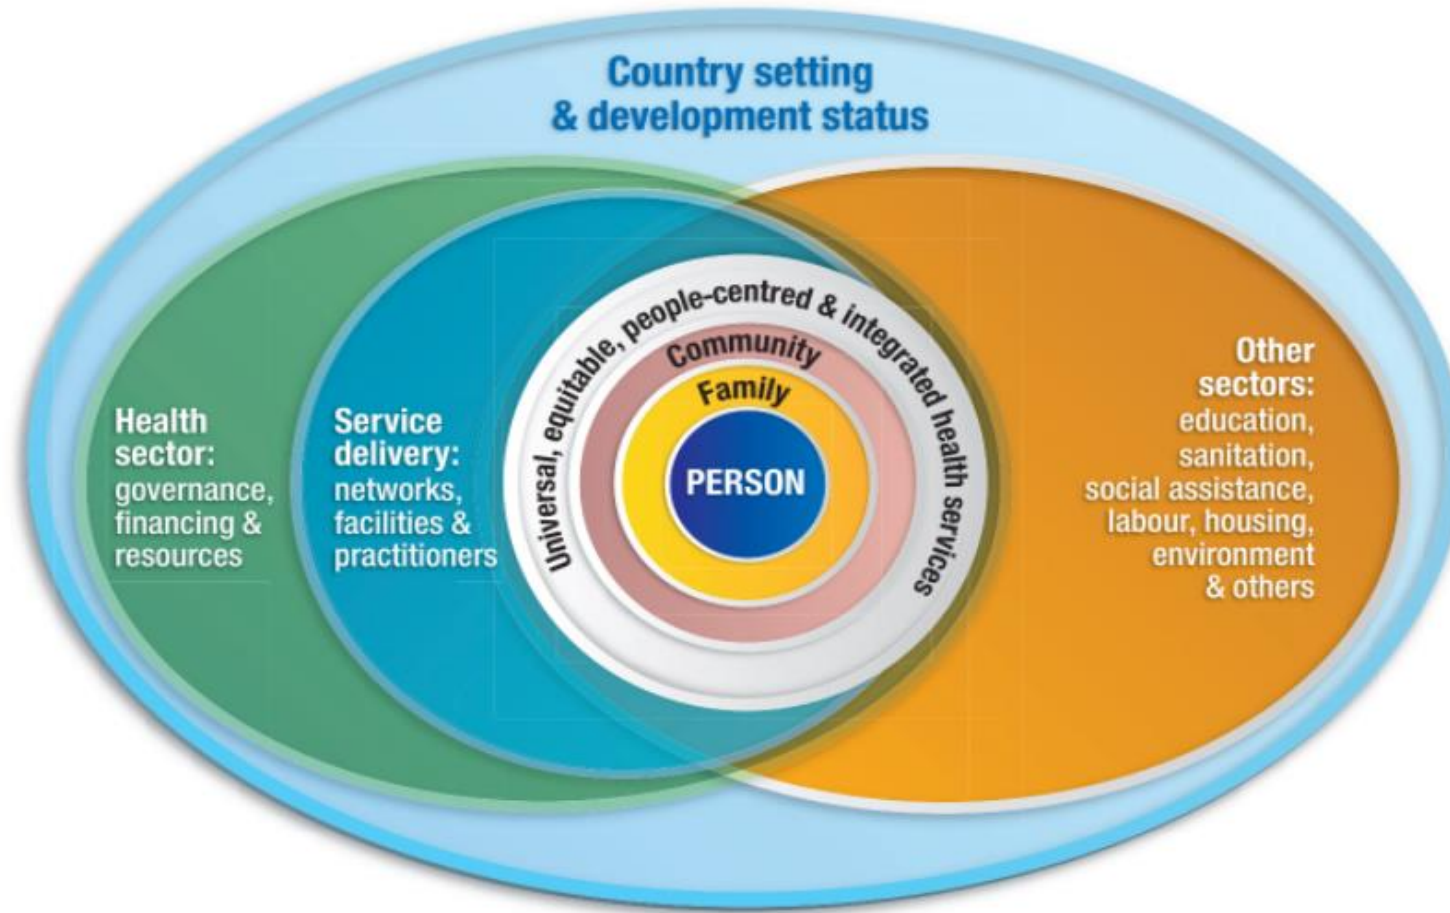 Country setting
& development status
Universal, equitable, people-centred & integrated health services
Community
Family
PERSON
Health
sector:
governance,
financing &
resources
Service
delivery:
networks,
facilities &
practitioners
Other
sectors:
education,
sanitation,
social assistance,
labour, housing,
environment
& others